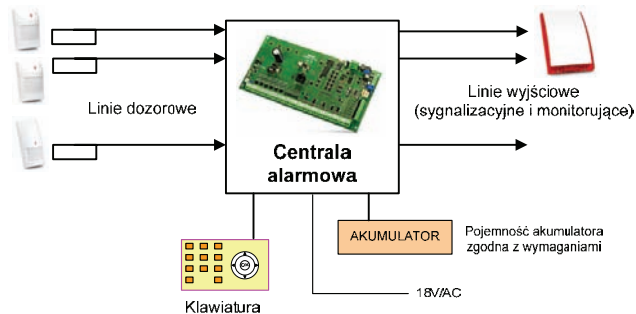 Linie dozorowe
Centrala
alarmowa
Linie wyjściowe
(sygnalizacyjne i monitorujące)
AKUMULATOR
Pojemność akumulatora
zgodna z wymaganiami
18V/AC
Klawiatura